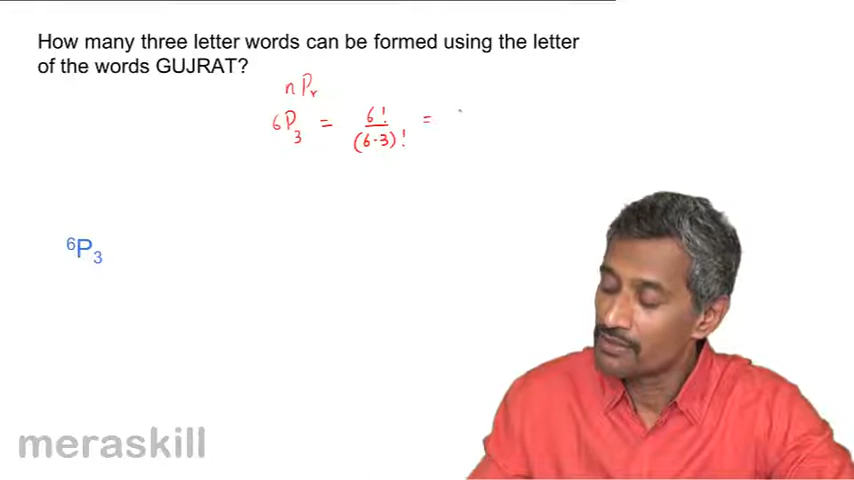 How many three letter words can be formed using the letter
of the words GUJRAT?
nPr
6P3 = 6!/(6-3)! =
⁶P₃
meraskill